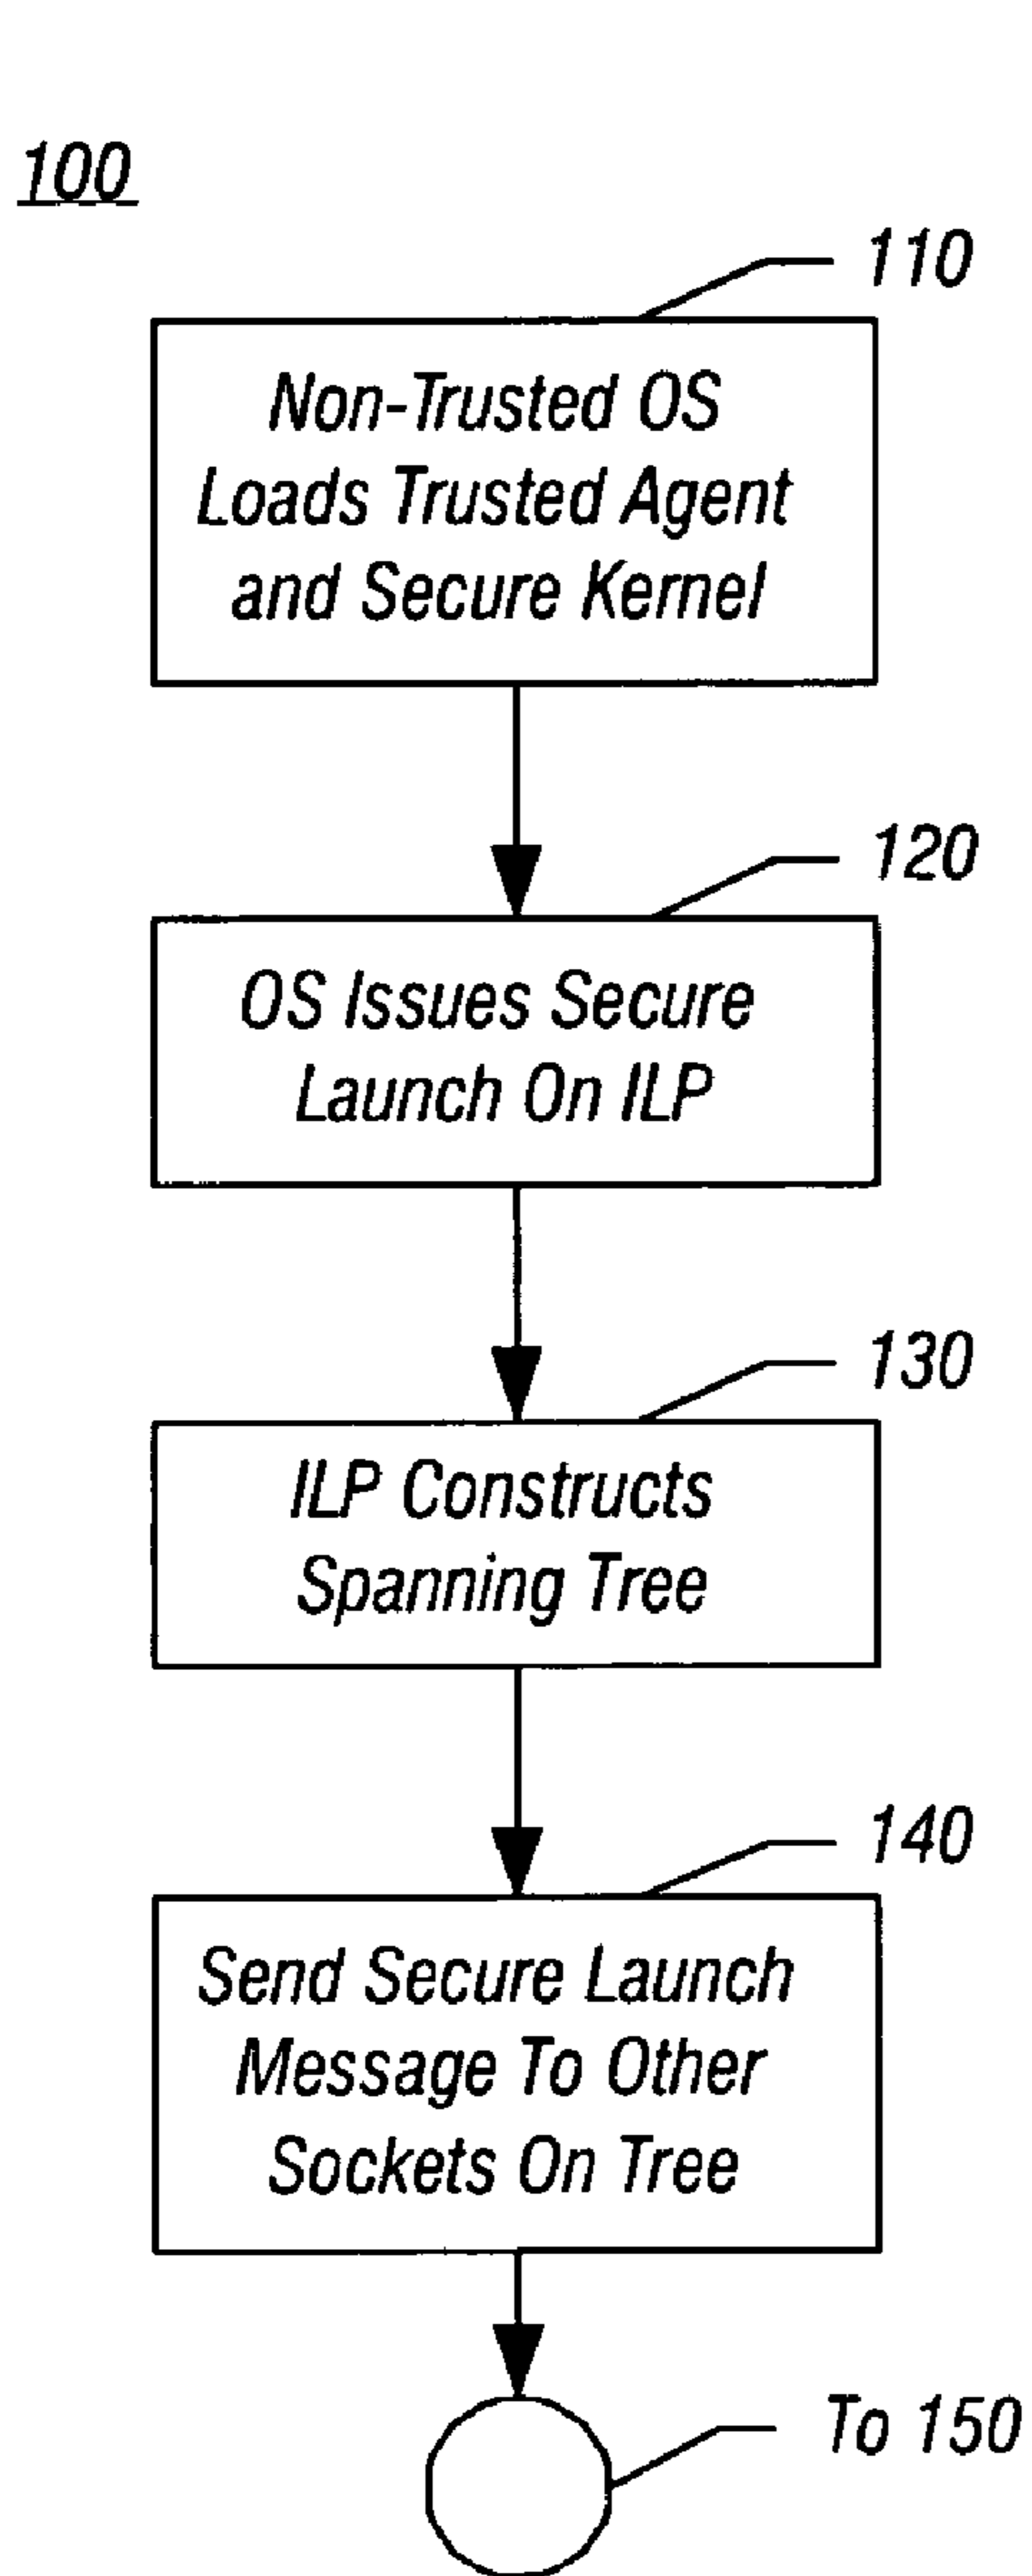 100
110
Non-Trusted OS
Loads Trusted Agent
and Secure Kernel
120
OS Issues Secure
Launch On ILP
130
ILP Constructs
Spanning Tree
140
Send Secure Launch
Message To Other
Sockets On Tree
To 150